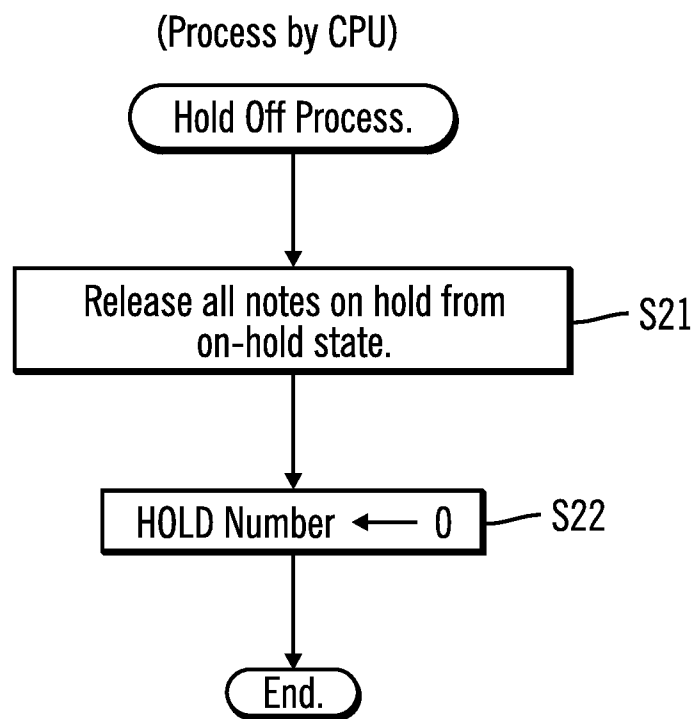 (Process by CPU)
Hold Off Process.
Release all notes on hold from
on-hold state.
S21
HOLD Number ← 0
S22
End.